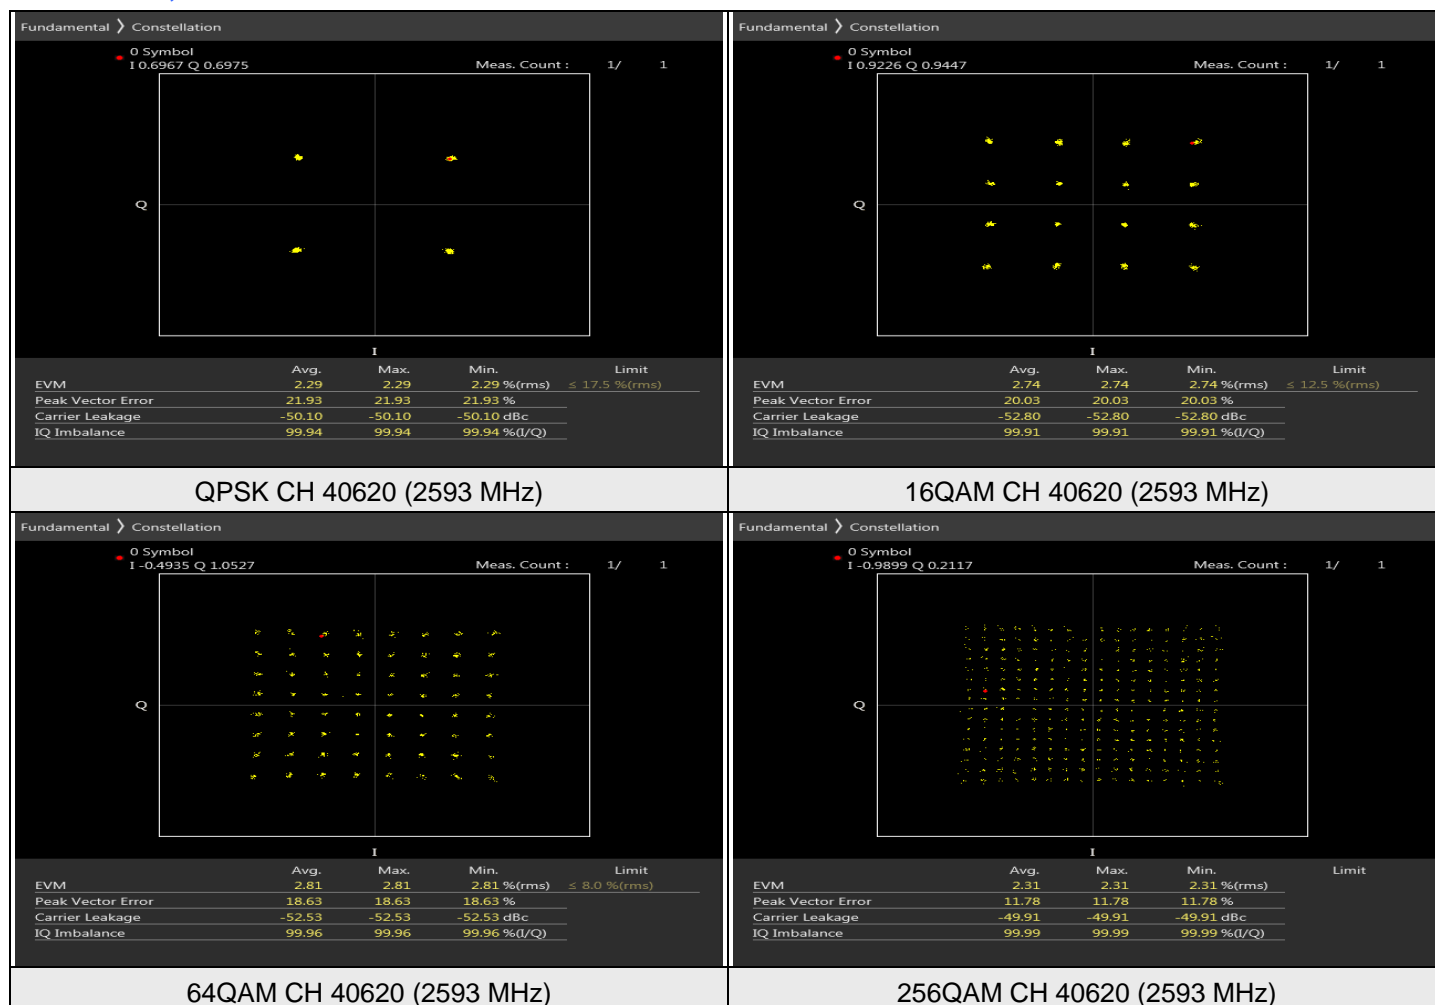 Fundamental ❯ Constellation
0 Symbol
I 0.6967 Q 0.6975 Meas. Count : 1/ 1
Q
I
Avg. Max. Min. Limit
EVM 2.29 2.29 2.29 %(rms) ≤ 17.5 %(rms)
Peak Vector Error 21.93 21.93 21.93 %
Carrier Leakage -50.10 -50.10 -50.10 dBc
IQ Imbalance 99.94 99.94 99.94 %(I/Q)
QPSK CH 40620 (2593 MHz)
Fundamental ❯ Constellation
0 Symbol
I 0.9226 Q 0.9447 Meas. Count : 1/ 1
Q
I
Avg. Max. Min. Limit
EVM 2.74 2.74 2.74 %(rms) ≤ 12.5 %(rms)
Peak Vector Error 20.03 20.03 20.03 %
Carrier Leakage -52.80 -52.80 -52.80 dBc
IQ Imbalance 99.91 99.91 99.91 %(I/Q)
16QAM CH 40620 (2593 MHz)
Fundamental ❯ Constellation
0 Symbol
I -0.4935 Q 1.0527 Meas. Count : 1/ 1
Q
I
Avg. Max. Min. Limit
EVM 2.81 2.81 2.81 %(rms) ≤ 8.0 %(rms)
Peak Vector Error 18.63 18.63 18.63 %
Carrier Leakage -52.53 -52.53 -52.53 dBc
IQ Imbalance 99.96 99.96 99.96 %(I/Q)
64QAM CH 40620 (2593 MHz)
Fundamental ❯ Constellation
0 Symbol
I -0.9899 Q 0.2117 Meas. Count : 1/ 1
Q
I
Avg. Max. Min. Limit
EVM 2.31 2.31 2.31 %(rms)
Peak Vector Error 11.78 11.78 11.78 %
Carrier Leakage -49.91 -49.91 -49.91 dBc
IQ Imbalance 99.99 99.99 99.99 %(I/Q)
256QAM CH 40620 (2593 MHz)